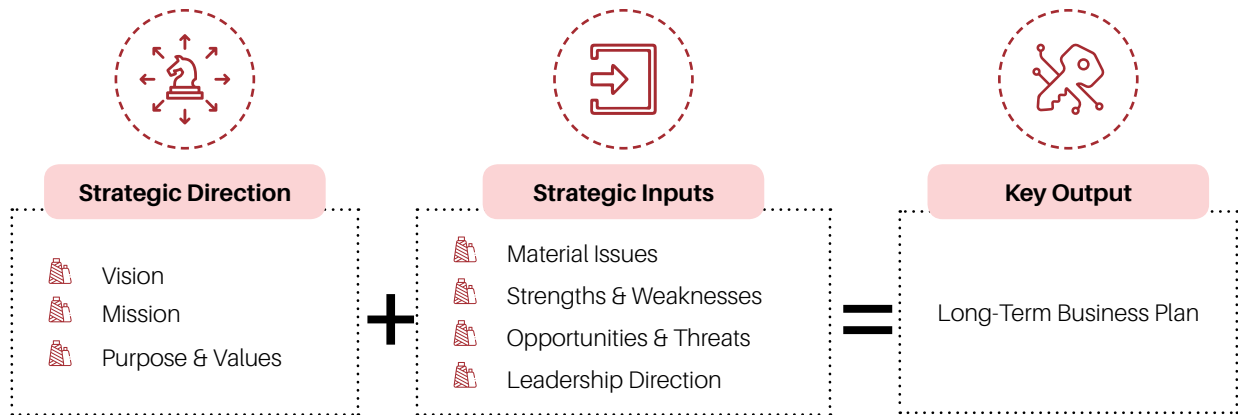 Strategic Direction
Vision
Mission
Purpose & Values
+
Strategic Inputs
Material Issues
Strengths & Weaknesses
Opportunities & Threats
Leadership Direction
=
Key Output
Long-Term Business Plan